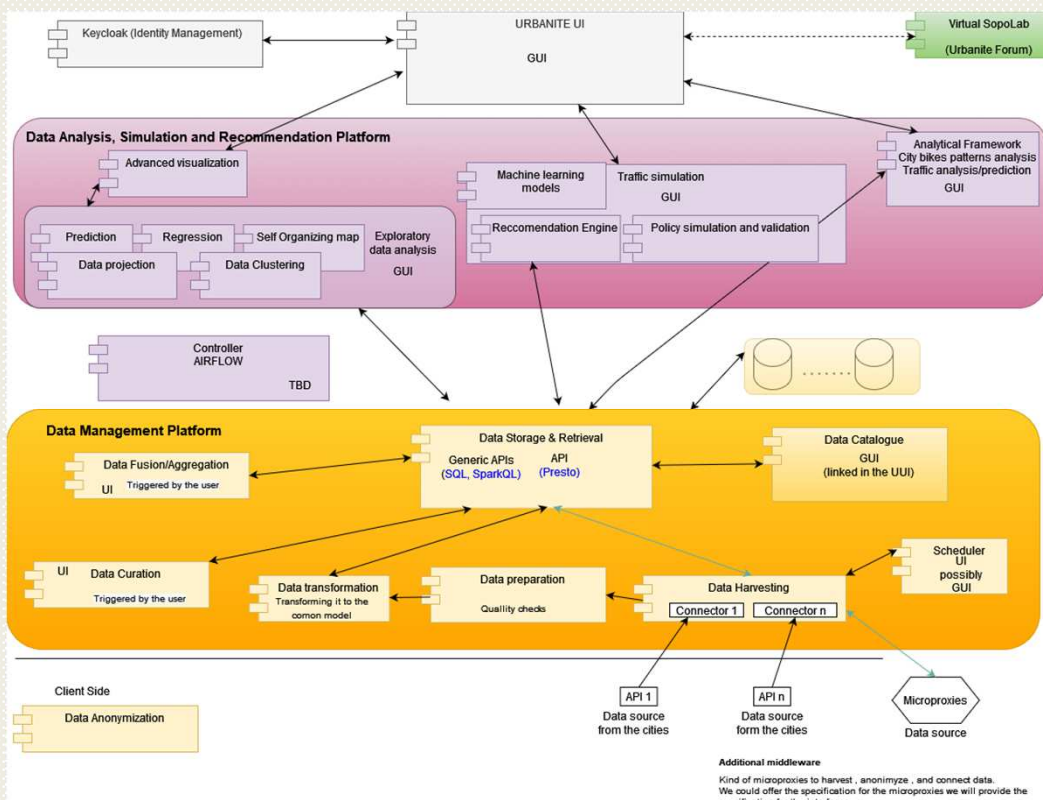 Keycloak (Identity Management)
URBANITE UI
GUI
Virtual SopoLab
(Urbanite Forum)
Data Analysis, Simulation and Recommendation Platform
Advanced visualization
Machine learning
models
Traffic simulation
GUI
Analytical Framework
City bikes patterns analysis
Traffic analysis/prediction
GUI
Prediction
Regression
Self Organizing map
Exploratory
data analysis
GUI
Data projection
Data Clustering
Reccomendation Engine
Policy simulation and validation
Controller
AIRFLOW
TBD
.......
Data Management Platform
Data Fusion/Aggregation
UI Triggered by the user
Data Storage & Retrieval
Generic APIs
(SQL, SparkQL)
API
(Presto)
Data Catalogue
GUI
(linked in the UUI)
UI
Data Curation
Triggered by the user
Data transformation
Transforming it to the
comon model
Data preparation
Quallity checks
Data Harvesting
Connector 1
Connector n
Scheduler
UI
possibly
GUI
Client Side
Data Anonymization
API 1
Data source
from the cities
API n
Data source
form the cities
Microproxies
Data source
Additional middleware
Kind of microproxies to harvest , anonimyze , and connect data.
We could offer the specification for the microproxies we will provide the